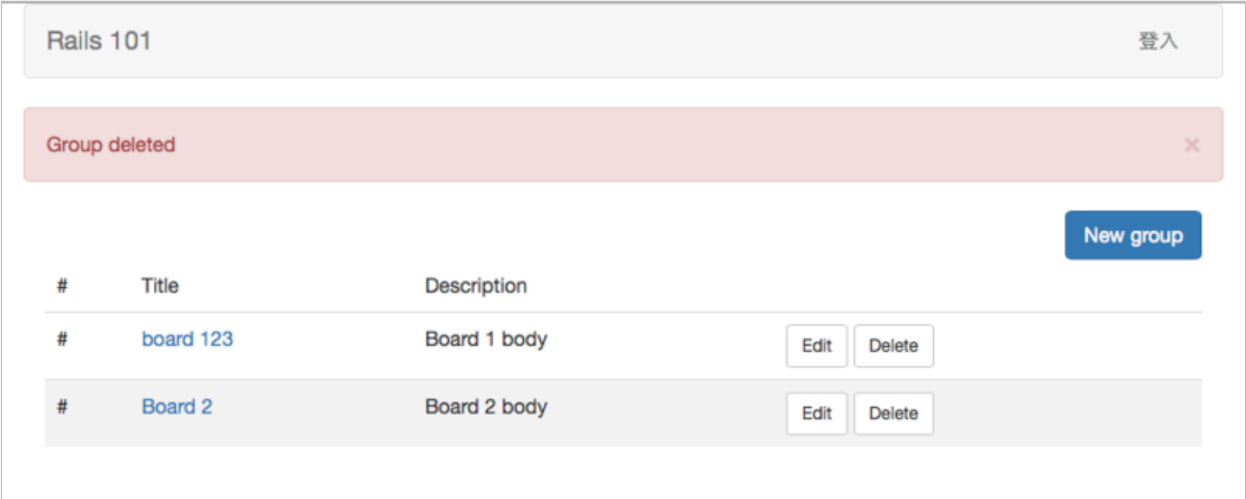 Rails 101 登入
Group deleted ×
New group
# Title Description
# board 123 Board 1 body Edit Delete
# Board 2 Board 2 body Edit Delete